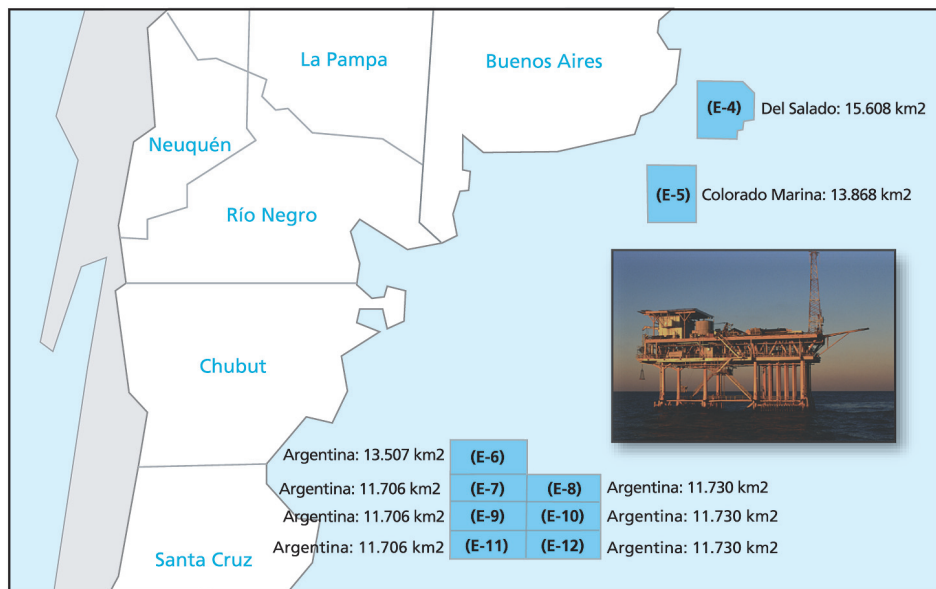 La Pampa
Buenos Aires
(E-4) Del Salado: 15.608 km2
Neuquén
(E-5) Colorado Marina: 13.868 km2
Río Negro
Chubut
Argentina: 13.507 km2 (E-6)
Argentina: 11.706 km2 (E-7) (E-8) Argentina: 11.730 km2
Argentina: 11.706 km2 (E-9) (E-10) Argentina: 11.730 km2
Argentina: 11.706 km2 (E-11) (E-12) Argentina: 11.730 km2
Santa Cruz